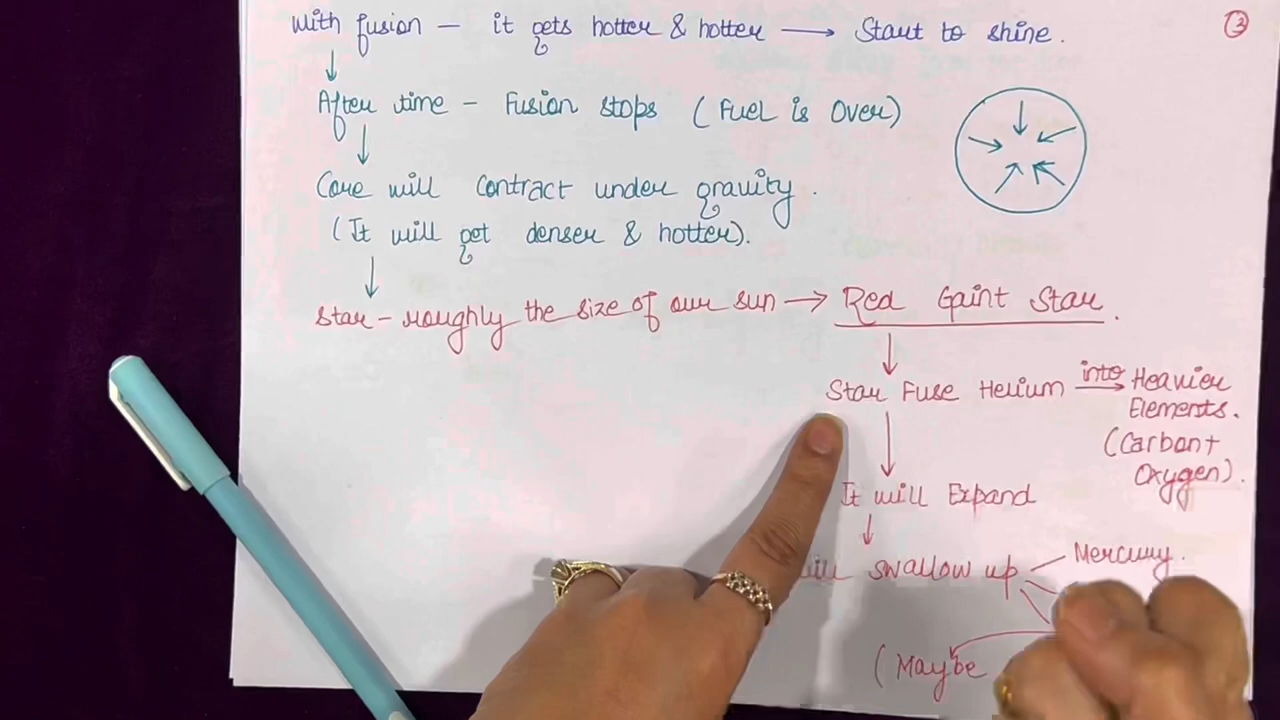 With fusion – it gets hotter & hotter → Start to shine.
③
↓
After time – Fusion stops (Fuel is Over)
↓
Core will contract under gravity.
(It will get denser & hotter).
↓
Star – roughly the size of our sun → Red Gaint Star.
↓
Star Fuse Helium into → Heavier
Elements.
(Carbon +
Oxygen).
↓
It will Expand
↓
will swallow up Mercury.
(Maybe